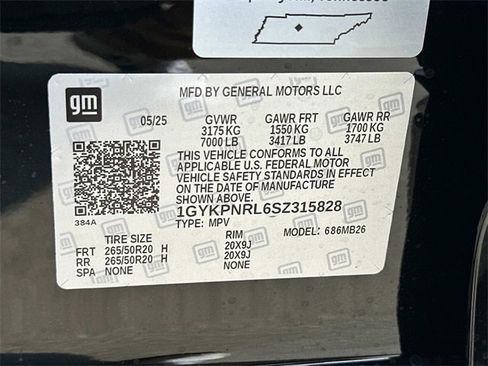 MFD BY GENERAL MOTORS LLC
gm
05/25 GVWR GAWR FRT GAWR RR
3175 KG 1550 KG 1700 KG
7000 LB 3417 LB 3747 LB
THIS VEHICLE CONFORMS TO ALL
APPLICABLE U.S. FEDERAL MOTOR
VEHICLE SAFETY STANDARDS IN EFFECT
ON THE DATE OF MANUFACTURE
SHOWN ABOVE.
1GYKPNRL6SZ315828
384A
TYPE: MPV MODEL: 686MB26
TIRE SIZE RIM
FRT 265/50R20 H 20X9J
RR 265/50R20 H 20X9J
SPA NONE NONE